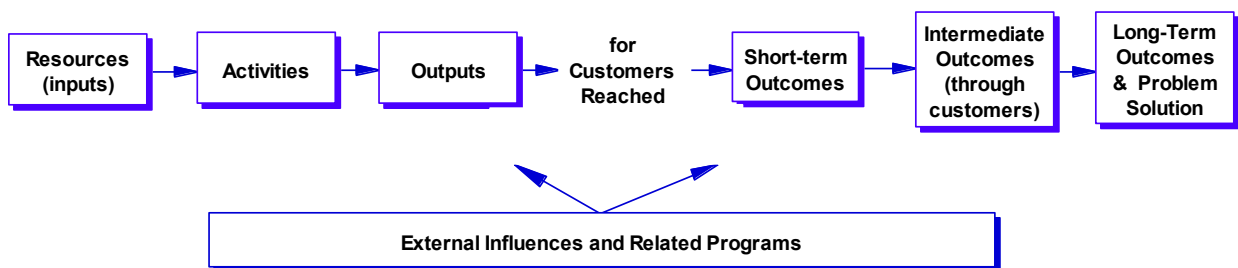 Resources
(inputs)
Activities
Outputs
for
Customers
Reached
Short-term
Outcomes
Intermediate
Outcomes
(through
customers)
Long-Term
Outcomes
& Problem
Solution
External Influences and Related Programs